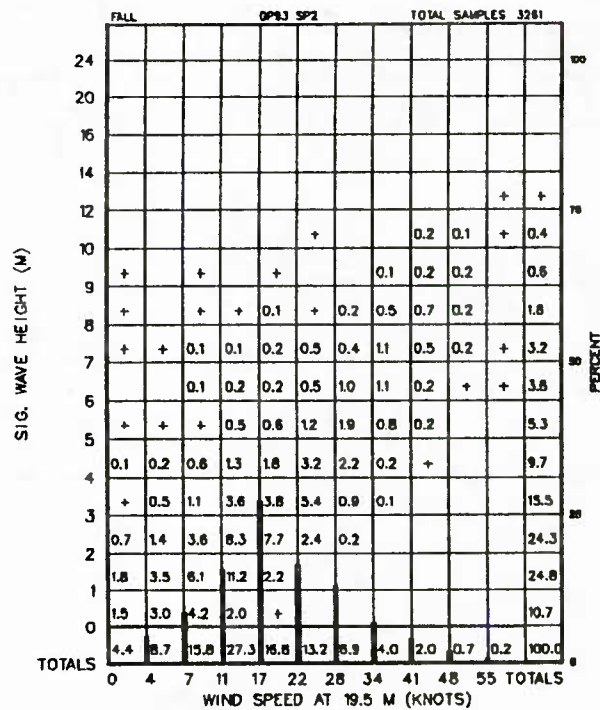 FALL GP93 SP2 TOTAL SAMPLES 3261
24 100
20
16
14
+ +
12 75
+ 0.2 0.1 + 0.4
10
+ + + 0.1 0.2 0.2 0.6
9
+ + + 0.1 + 0.2 0.5 0.7 0.2 1.8
8
+ + 0.1 0.1 0.2 0.5 0.4 1.1 0.5 0.2 + 3.2
7 50
0.1 0.2 0.2 0.5 1.0 1.1 0.2 + + 3.6
6
+ + + 0.5 0.6 1.2 1.9 0.8 0.2 5.3
5
0.1 0.2 0.6 1.3 1.8 3.2 2.2 0.2 + 9.7
4
+ 0.5 1.1 3.6 3.8 5.4 0.9 0.1 15.5
3 25
0.7 1.4 3.6 8.3 7.7 2.4 0.2 24.3
2
1.8 3.5 6.1 11.2 2.2 24.8
1
1.5 3.0 4.2 2.0 + 10.7
0
4.4 8.7 15.8 27.3 16.6 13.2 6.9 4.0 2.0 0.7 0.2 100.0
TOTALS 0
0 4 7 11 17 22 28 34 41 48 55 TOTALS
WIND SPEED AT 19.5 M (KNOTS)
SIG. WAVE HEIGHT (M)
PERCENT